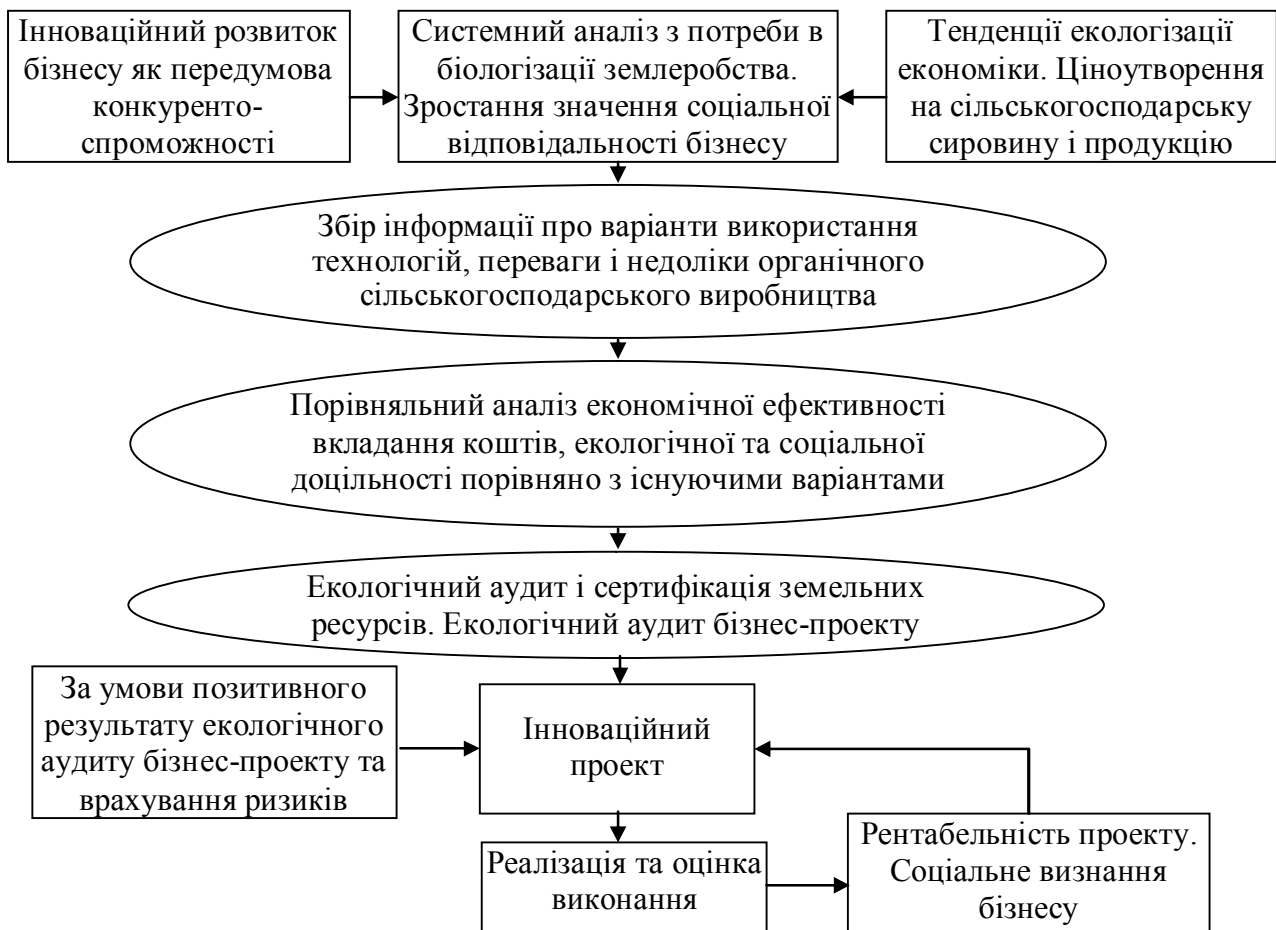 Інноваційний розвиток
бізнесу як передумова
конкуренто-
спроможності
Системний аналіз з потреби в
біологізації землеробства.
Зростання значення соціальної
відповідальності бізнесу
Тенденції екологізації
економіки. Ціноутворення
на сільськогосподарську
сировину і продукцію
Збір інформації про варіанти використання
технологій, переваги і недоліки органічного
сільськогосподарського виробництва
Порівняльний аналіз економічної ефективності
вкладання коштів, екологічної та соціальної
доцільності порівняно з існуючими варіантами
Екологічний аудит і сертифікація земельних
ресурсів. Екологічний аудит бізнес-проекту
За умови позитивного
результату екологічного
аудиту бізнес-проекту та
врахування ризиків
Інноваційний
проект
Реалізація та оцінка
виконання
Рентабельність проекту.
Соціальне визнання
бізнесу